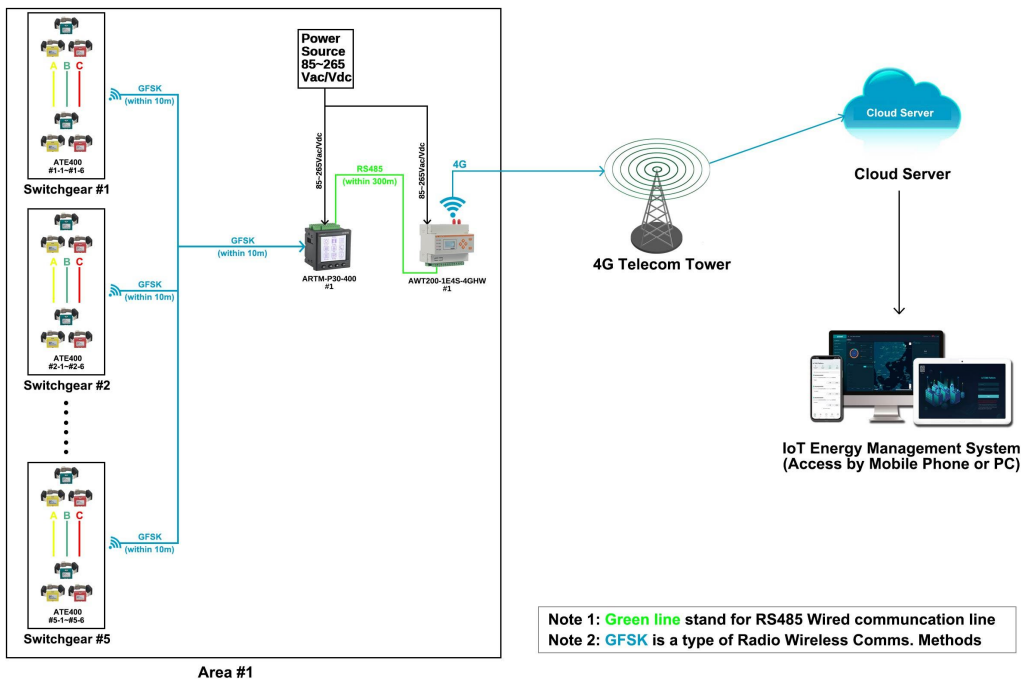 A B C
ATE400
#1-1~#1-6
Switchgear #1
GFSK
(within 10m)
A B C
ATE400
#2-1~#2-6
Switchgear #2
GFSK
(within 10m)
A B C
ATE400
#5-1~#5-6
Switchgear #5
GFSK
(within 10m)
GFSK
(within 10m)
Power
Source
85~265
Vac/Vdc
85~265Vac/Vdc
85~265Vac/Vdc
RS485
(within 300m)
ARTM-P30-400
#1
AWT200-1E4S-4GHW
#1
4G
Area #1
4G Telecom Tower
Cloud Server
Cloud Server
IoT Energy Management System
(Access by Mobile Phone or PC)
Note 1: Green line stand for RS485 Wired communcation line
Note 2: GFSK is a type of Radio Wireless Comms. Methods